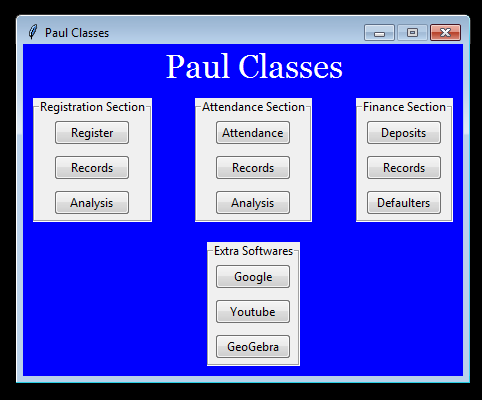 Paul Classes
Paul Classes
Registration Section
Register
Records
Analysis
Attendance Section
Attendance
Records
Analysis
Finance Section
Deposits
Records
Defaulters
Extra Softwares
Google
Youtube
GeoGebra